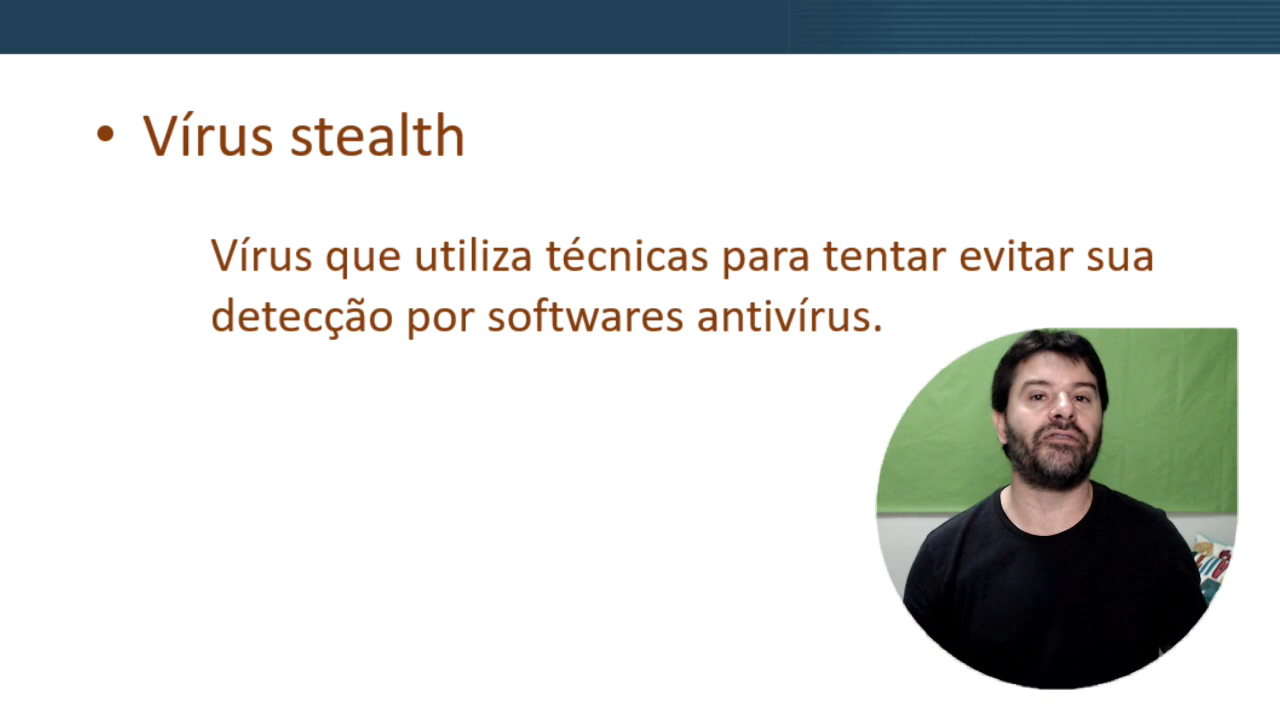 • Vírus stealth
Vírus que utiliza técnicas para tentar evitar sua
detecção por softwares antivírus.